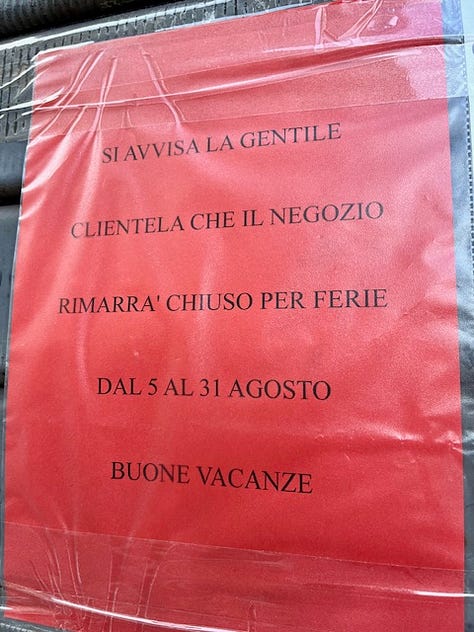 SI AVVISA LA GENTILE
CLIENTELA CHE IL NEGOZIO
RIMARRA' CHIUSO PER FERIE
DAL 5 AL 31 AGOSTO
BUONE VACANZE